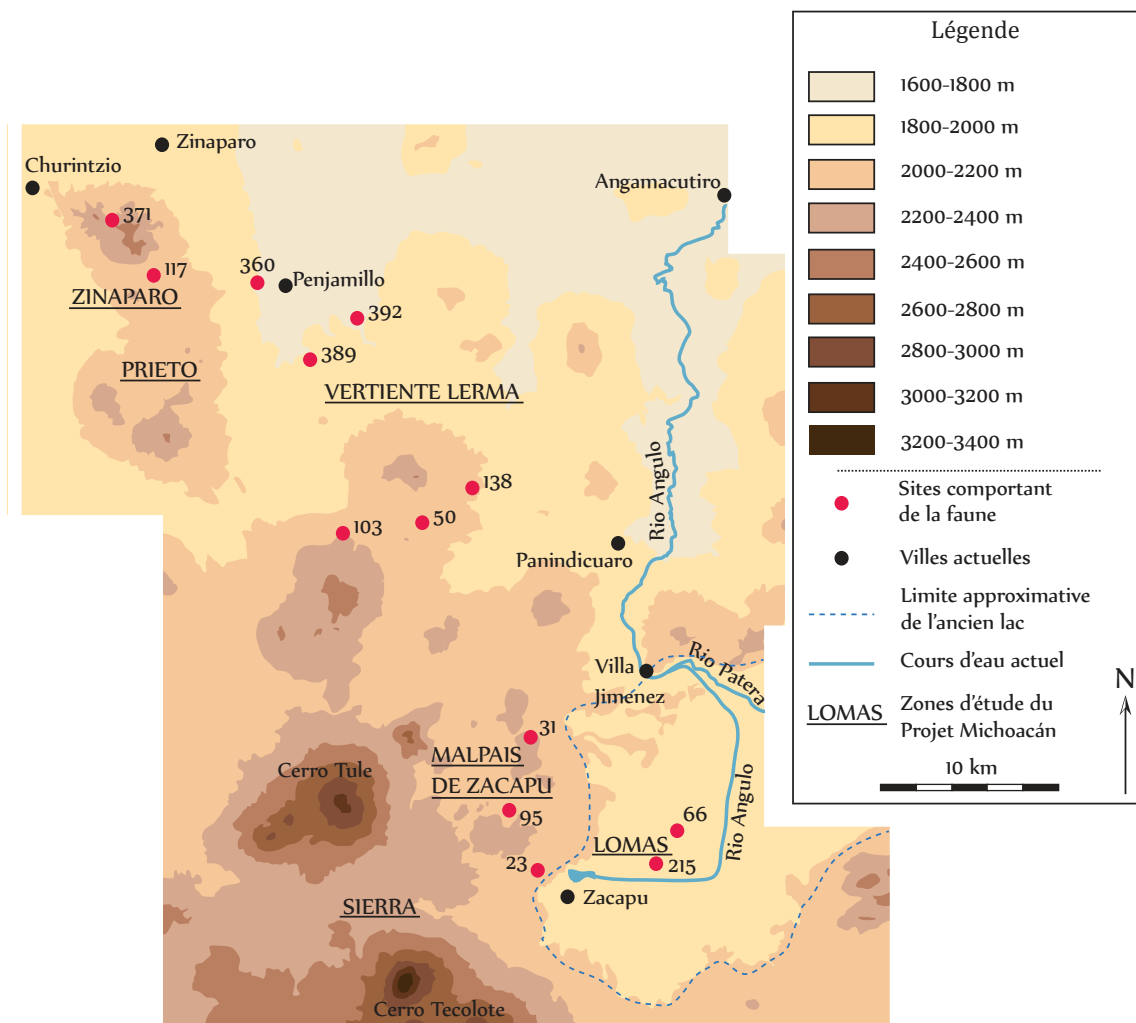 Légende
1600-1800 m
1800-2000 m
2000-2200 m
2200-2400 m
2400-2600 m
2600-2800 m
2800-3000 m
3000-3200 m
3200-3400 m
Sites comportant
de la faune
Villes actuelles
Limite approximative
de l'ancien lac
Cours d'eau actuel
LOMAS
Zones d'étude du
Projet Michoacán
N
10 km
Zinaparo
Churintzio
Angamacutiro
371
117
360
Penjamillo
ZINAPARO
392
389
PRIETO
VERTIENTE LERMA
138
50
103
Rio Angulo
Panindicuaro
Villa
Jimenez
Rio Patera
31
MALPAIS
DE ZACAPU
Cerro Tule
95
66
Rio Angulo
LOMAS
215
23
Zacapu
SIERRA
Cerro Tecolote